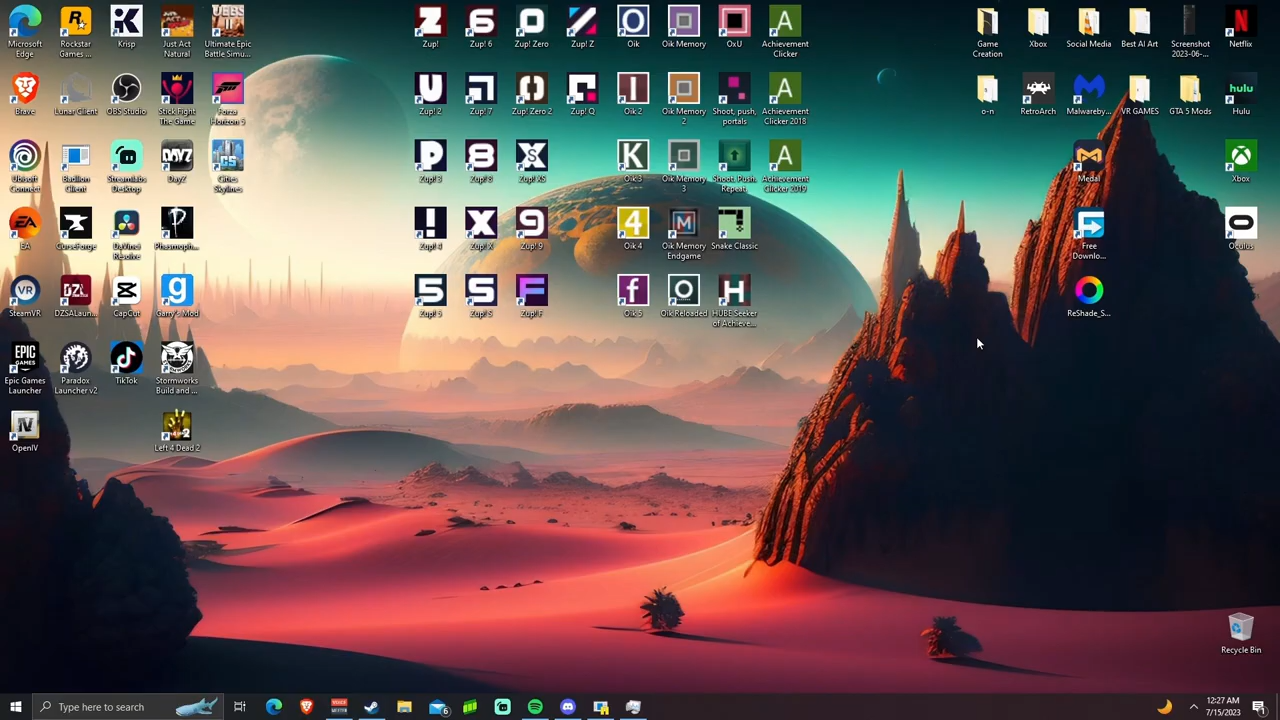 Microsoft Edge
Rockstar Games ...
Krisp
Just Act Natural
Ultimate Epic Battle Simu...
Zup!
Zup! 6
Zup! Zero
Zup! Z
Oik
Oik Memory
OxU
Achievement Clicker
Game Creation
Xbox
Social Media
Best AI Art
Screenshot 2023-06-...
Netflix
Brave
Lunar Client
OBS Studio
Stick Fight The Game
Forza Horizon 5
Zup! 2
Zup! 7
Zup! Zero 2
Zup! Q
Oik 2
Oik Memory 2
Shoot, push, portals
Achievement Clicker 2018
o-n
RetroArch
Malwareby...
VR GAMES
GTA 5 Mods
hulu
Hulu
Ubisoft Connect
Badlion Client
Streamlabs Desktop
DAYZ
DayZ
Cities Skylines
Zup! 3
Zup! 8
Zup! XS
Oik 3
Oik Memory 3
Shoot. Push. Repeat.
Achievement Clicker 2019
Medal
Xbox
EA
CurseForge
DaVinci Resolve
Phasmoph...
Zup! 4
Zup! X
Zup! 9
Oik 4
Oik Memory Endgame
Snake Classic
Free Downlo...
Oculus
SteamVR
DZSALaun...
CapCut
Garry's Mod
Zup! 5
Zup! S
Zup! F
Oik 5
Oik Reloaded
HUBE Seeker of Achieve...
ReShade_S...
EPIC GAMES
Epic Games Launcher
Paradox Launcher v2
TikTok
Stormworks Build and ...
OpenIV
Left 4 Dead 2
Recycle Bin
Type here to search
6
12:27 AM
7/15/2023